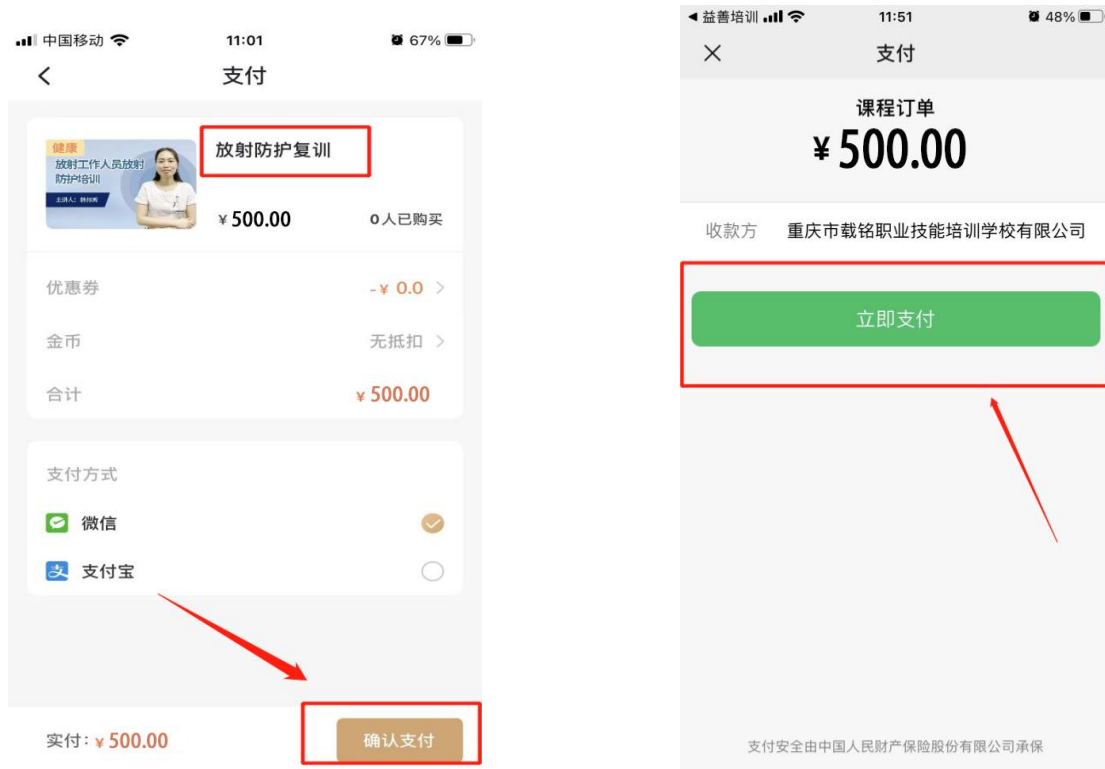 中国移动 11:01 67%
支付
健康
放射工作人员放射
防护培训
放射防护复训
¥ 500.00 0人已购买
优惠券 -¥ 0.0
金币 无抵扣
合计 ¥ 500.00
支付方式
微信
支付宝
实付：¥ 500.00 确认支付
益善培训 11:51 48%
支付
课程订单
¥ 500.00
收款方 重庆市载铭职业技能培训学校有限公司
立即支付
支付安全由中国人民财产保险股份有限公司承保